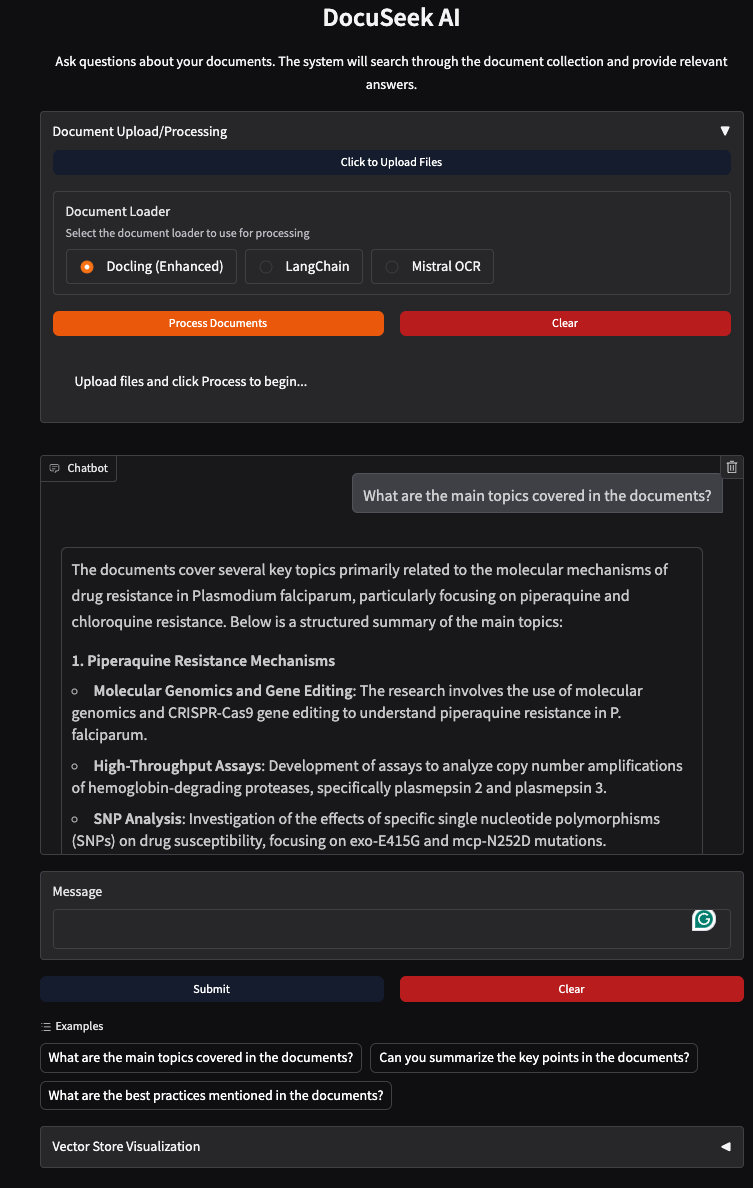 DocuSeek AI
Ask questions about your documents. The system will search through the document collection and provide relevant
answers.
Document Upload/Processing
Click to Upload Files
Document Loader
Select the document loader to use for processing
Docling (Enhanced) LangChain Mistral OCR
Process Documents Clear
Upload files and click Process to begin...
Chatbot
What are the main topics covered in the documents?
The documents cover several key topics primarily related to the molecular mechanisms of
drug resistance in Plasmodium falciparum, particularly focusing on piperaquine and
chloroquine resistance. Below is a structured summary of the main topics:
1. Piperaquine Resistance Mechanisms
Molecular Genomics and Gene Editing: The research involves the use of molecular
genomics and CRISPR-Cas9 gene editing to understand piperaquine resistance in P.
falciparum.
High-Throughput Assays: Development of assays to analyze copy number amplifications
of hemoglobin-degrading proteases, specifically plasmepsin 2 and plasmepsin 3.
SNP Analysis: Investigation of the effects of specific single nucleotide polymorphisms
(SNPs) on drug susceptibility, focusing on exo-E415G and mcp-N252D mutations.
Message
Submit Clear
Examples
What are the main topics covered in the documents? Can you summarize the key points in the documents?
What are the best practices mentioned in the documents?
Vector Store Visualization